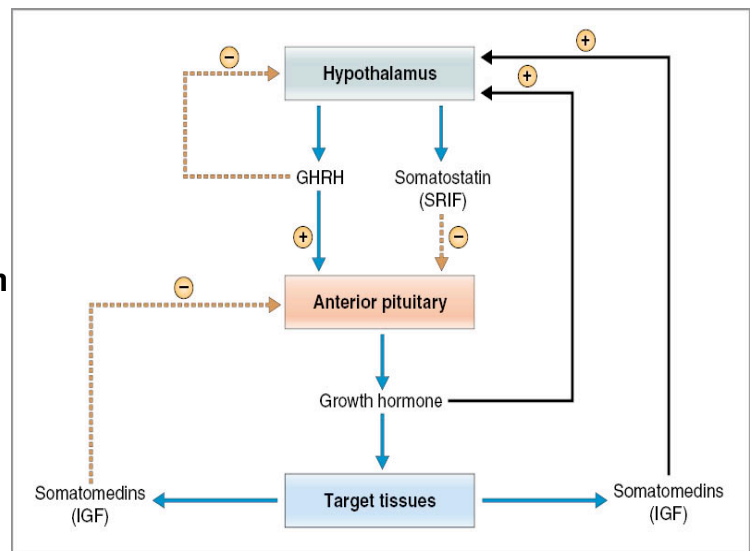 +
−
Hypothalamus
+
GHRH
Somatostatin
(SRIF)
+
−
n
−
Anterior pituitary
Growth hormone
Somatomedins
(IGF)
Target tissues
Somatomedins
(IGF)